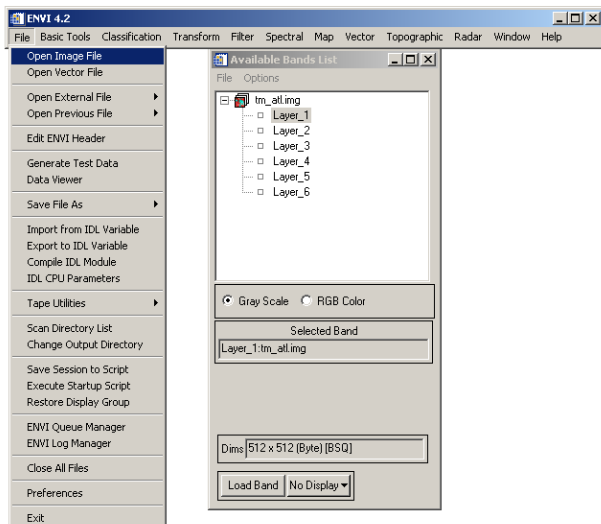 ENVI 4.2
File Basic Tools Classification Transform Filter Spectral Map Vector Topographic Radar Window Help
Open Image File
Open Vector File
Open External File
Open Previous File
Edit ENVI Header
Generate Test Data
Data Viewer
Save File As
Import from IDL Variable
Export to IDL Variable
Compile IDL Module
IDL CPU Parameters
Tape Utilities
Scan Directory List
Change Output Directory
Save Session to Script
Execute Startup Script
Restore Display Group
ENVI Queue Manager
ENVI Log Manager
Close All Files
Preferences
Exit
Available Bands List
File Options
tm_atl.img
Layer_1
Layer_2
Layer_3
Layer_4
Layer_5
Layer_6
Gray Scale RGB Color
Selected Band
Layer_1:tm_atl.img
Dims 512 x 512 (Byte) [BSQ]
Load Band No Display